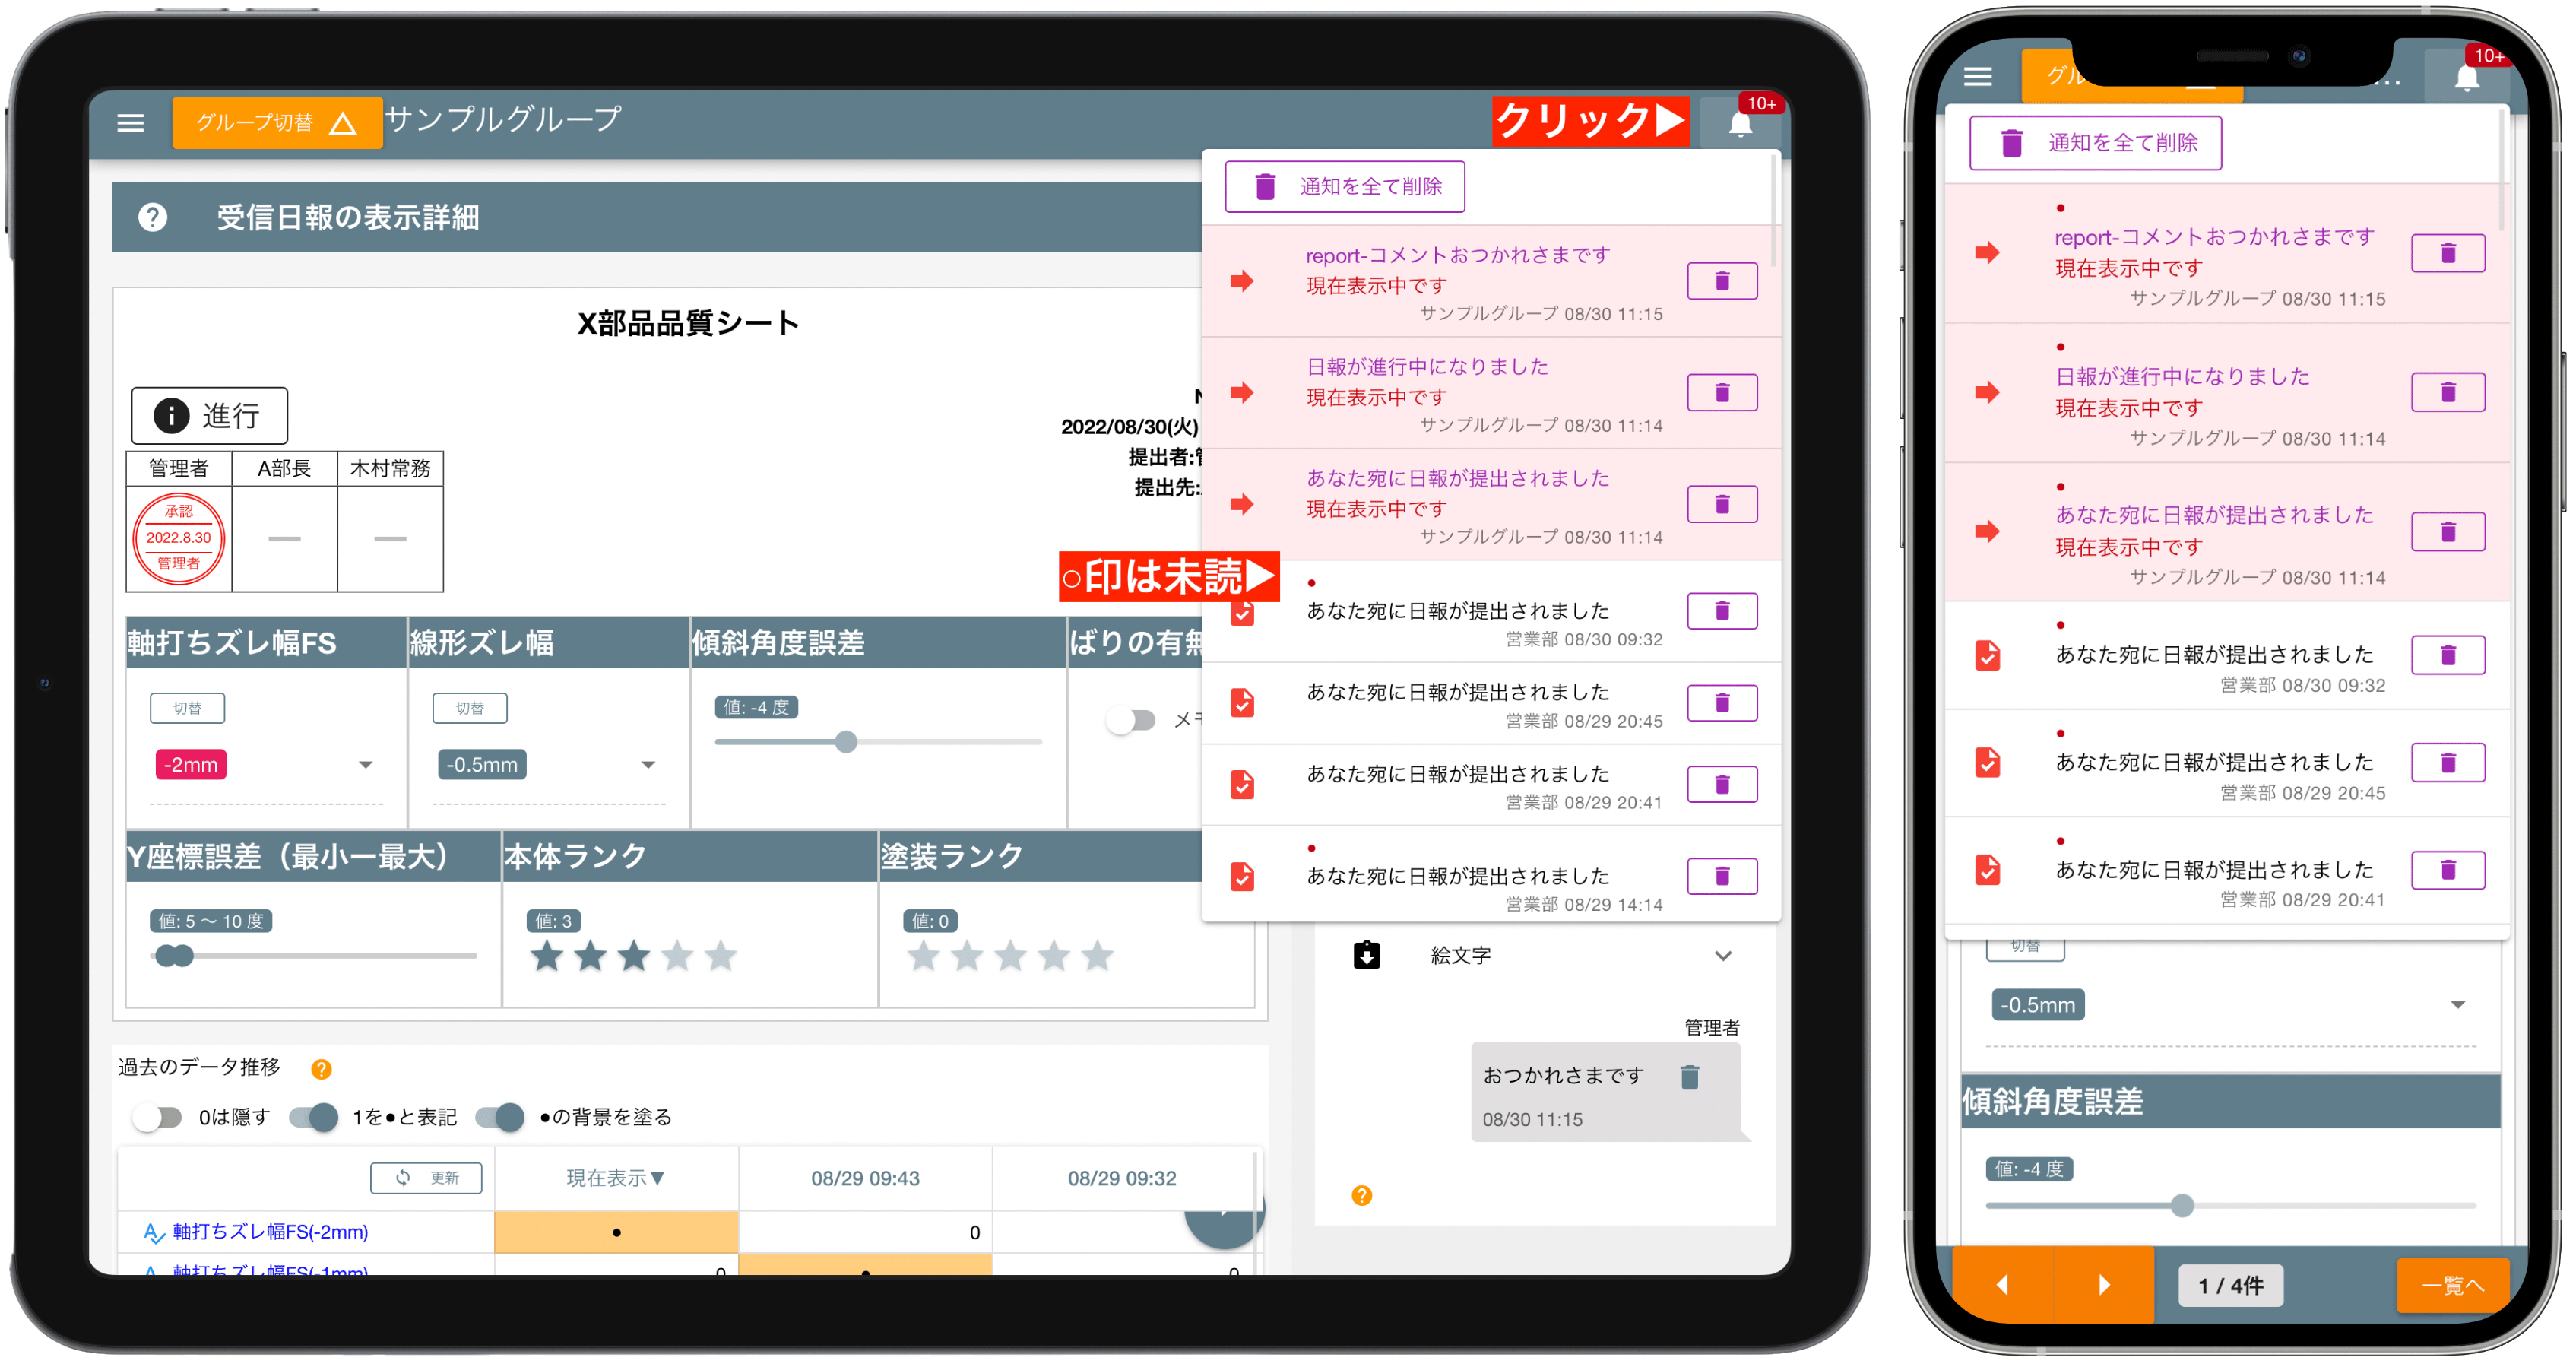 グループ切替
サンプルグループ
クリック▶
10+
受信日報の表示詳細
通知を全て削除
report-コメントおつかれさまです
現在表示中です
サンプルグループ 08/30 11:15
日報が進行中になりました
現在表示中です
サンプルグループ 08/30 11:14
あなた宛に日報が提出されました
現在表示中です
サンプルグループ 08/30 11:14
○印は未読▶
あなた宛に日報が提出されました
営業部 08/30 09:32
あなた宛に日報が提出されました
営業部 08/29 20:45
あなた宛に日報が提出されました
営業部 08/29 20:41
あなた宛に日報が提出されました
営業部 08/29 14:14
X部品品質シート
進行
2022/08/30(火)
提出者:
提出先:
管理者 A部長 木村常務
承認
2022.8.30
管理者
軸打ちズレ幅FS 線形ズレ幅 傾斜角度誤差 ばりの有無
切替 切替 値: -4 度
-2mm -0.5mm
Y座標誤差（最小ー最大） 本体ランク 塗装ランク
値: 5 〜 10 度 値: 3 値: 0
絵文字
管理者
おつかれさまです
08/30 11:15
過去のデータ推移
0は隠す 1を●と表記 ●の背景を塗る
更新 現在表示▼ 08/29 09:43 08/29 09:32
軸打ちズレ幅FS(-2mm) ● 0
軸打ちズレ幅FS(-1mm) 0 ● 0
10+
通知を全て削除
report-コメントおつかれさまです
現在表示中です
サンプルグループ 08/30 11:15
日報が進行中になりました
現在表示中です
サンプルグループ 08/30 11:14
あなた宛に日報が提出されました
現在表示中です
サンプルグループ 08/30 11:14
あなた宛に日報が提出されました
営業部 08/30 09:32
あなた宛に日報が提出されました
営業部 08/29 20:45
あなた宛に日報が提出されました
営業部 08/29 20:41
切替
-0.5mm
傾斜角度誤差
値: -4 度
1 / 4件
一覧へ